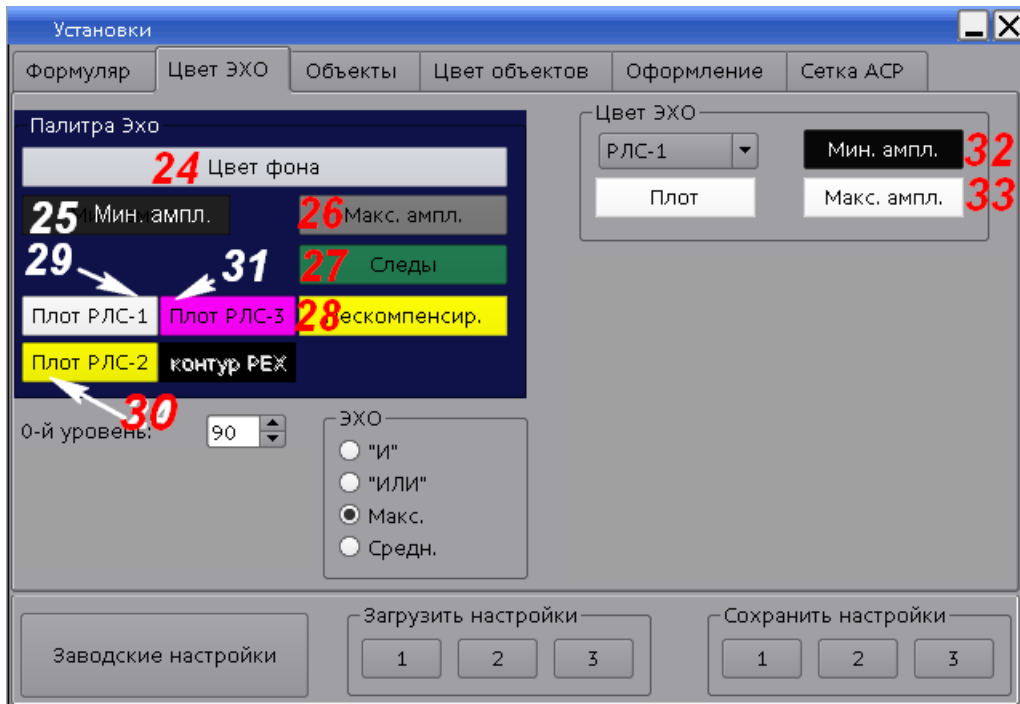 Установки
Формуляр Цвет ЭХО Объекты Цвет объектов Оформление Сетка АСР
Палитра Эхо
24 Цвет фона
25 Мин. ампл. 26 Макс. ампл.
29 31 27 Следы
Плот РЛС-1 Плот РЛС-3 28 ескомпенсир.
Плот РЛС-2 контур РЕХ
30
0-й уровень: 90
ЭХО
"И"
"ИЛИ"
Макс.
Средн.
Цвет ЭХО
РЛС-1 Мин. ампл. 32
Плот Макс. ампл. 33
Заводские настройки
Загрузить настройки
1 2 3
Сохранить настройки
1 2 3